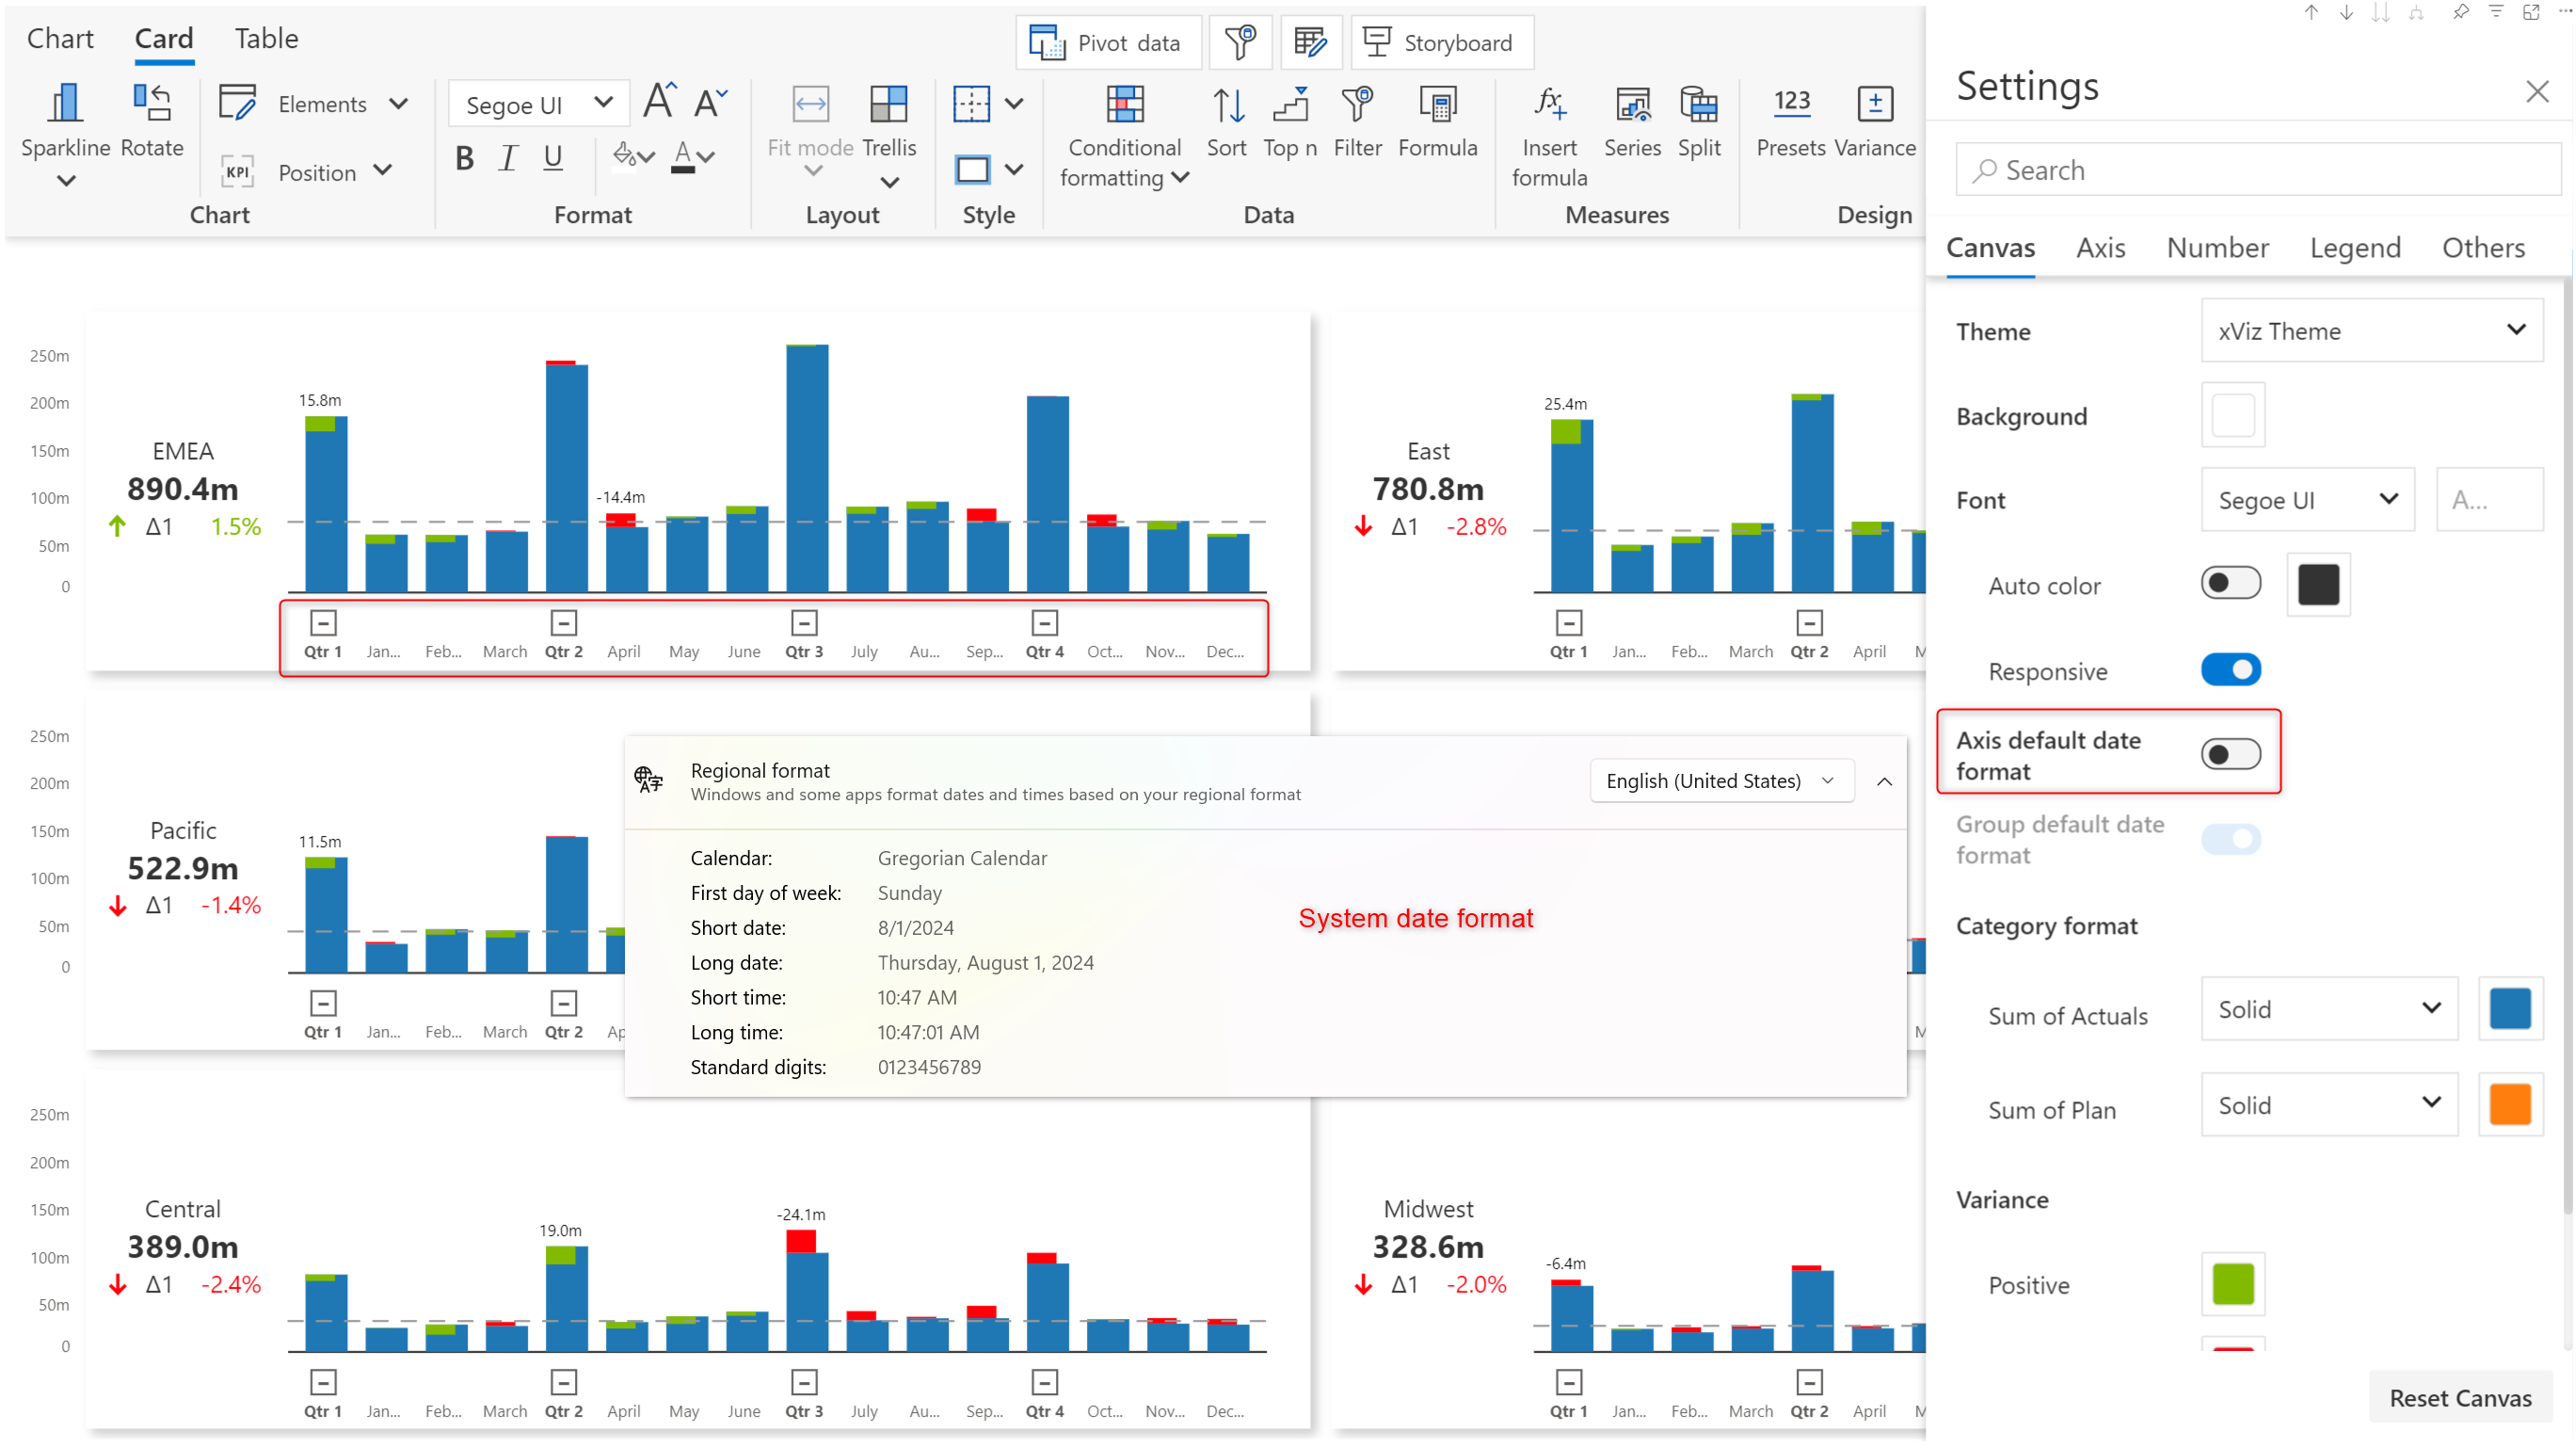 Chart Card Table
Pivot data
Storyboard
Sparkline
Rotate
Elements
KPI Position
Chart
Segoe UI
A A
B I U A
Format
Fit mode
Trellis
Layout
Style
Conditional
formatting
Sort
Top n
Filter
Formula
Data
fx
Insert
formula
Series
Split
Measures
123
Presets
Variance
Design
Settings
Search
Canvas Axis Number Legend Others
Theme xViz Theme
Background
Font Segoe UI A...
Auto color
Responsive
Axis default date
format
Group default date
format
Category format
Sum of Actuals Solid
Sum of Plan Solid
Variance
Positive
Reset Canvas
250m
200m
150m
100m
50m
0
EMEA
890.4m
Δ1 1.5%
15.8m
-14.4m
Qtr 1 Jan... Feb... March Qtr 2 April May June Qtr 3 July Au... Sep... Qtr 4 Oct... Nov... Dec...
East
780.8m
Δ1 -2.8%
25.4m
Qtr 1 Jan... Feb... March Qtr 2 April M
250m
200m
150m
100m
50m
0
Pacific
522.9m
Δ1 -1.4%
11.5m
Qtr 1 Jan... Feb... March Qtr 2 Ap
M
Regional format
Windows and some apps format dates and times based on your regional format
English (United States)
Calendar: Gregorian Calendar
First day of week: Sunday
Short date: 8/1/2024
Long date: Thursday, August 1, 2024
Short time: 10:47 AM
Long time: 10:47:01 AM
Standard digits: 0123456789
System date format
250m
200m
150m
100m
50m
0
Central
389.0m
Δ1 -2.4%
19.0m
-24.1m
Qtr 1 Jan... Feb... March Qtr 2 April May June Qtr 3 July Au... Sep... Qtr 4 Oct... Nov... Dec...
Midwest
328.6m
Δ1 -2.0%
-6.4m
Qtr 1 Jan... Feb... March Qtr 2 April M